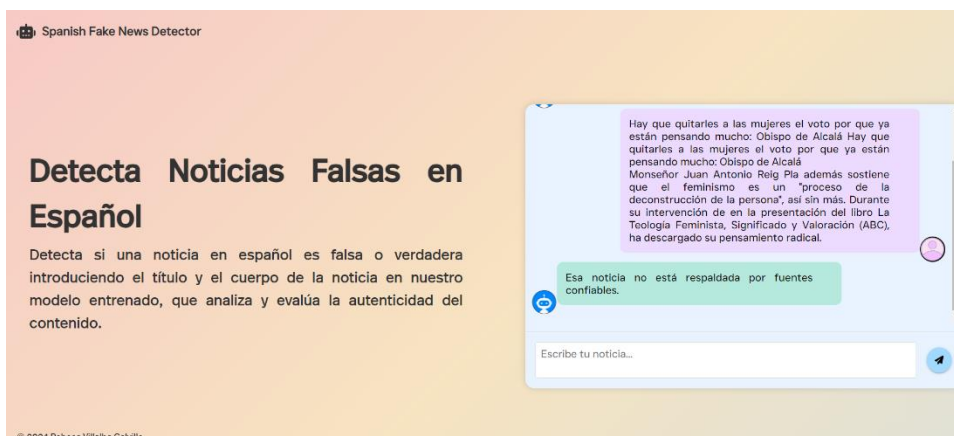 Spanish Fake News Detector
Detecta Noticias Falsas en
Español
Detecta si una noticia en español es falsa o verdadera
introduciendo el título y el cuerpo de la noticia en nuestro
modelo entrenado, que analiza y evalúa la autenticidad del
contenido.
Hay que quitarles a las mujeres el voto por que ya
están pensando mucho: Obispo de Alcalá Hay que
quitarles a las mujeres el voto por que ya están
pensando mucho: Obispo de Alcalá
Monseñor Juan Antonio Reig Pla además sostiene
que el feminismo es un "proceso de la
deconstrucción de la persona", así sin más. Durante
su intervención de en la presentación del libro La
Teología Feminista, Significado y Valoración (ABC),
ha descargado su pensamiento radical.
Esa noticia no está respaldada por fuentes
confiables.
Escribe tu noticia...